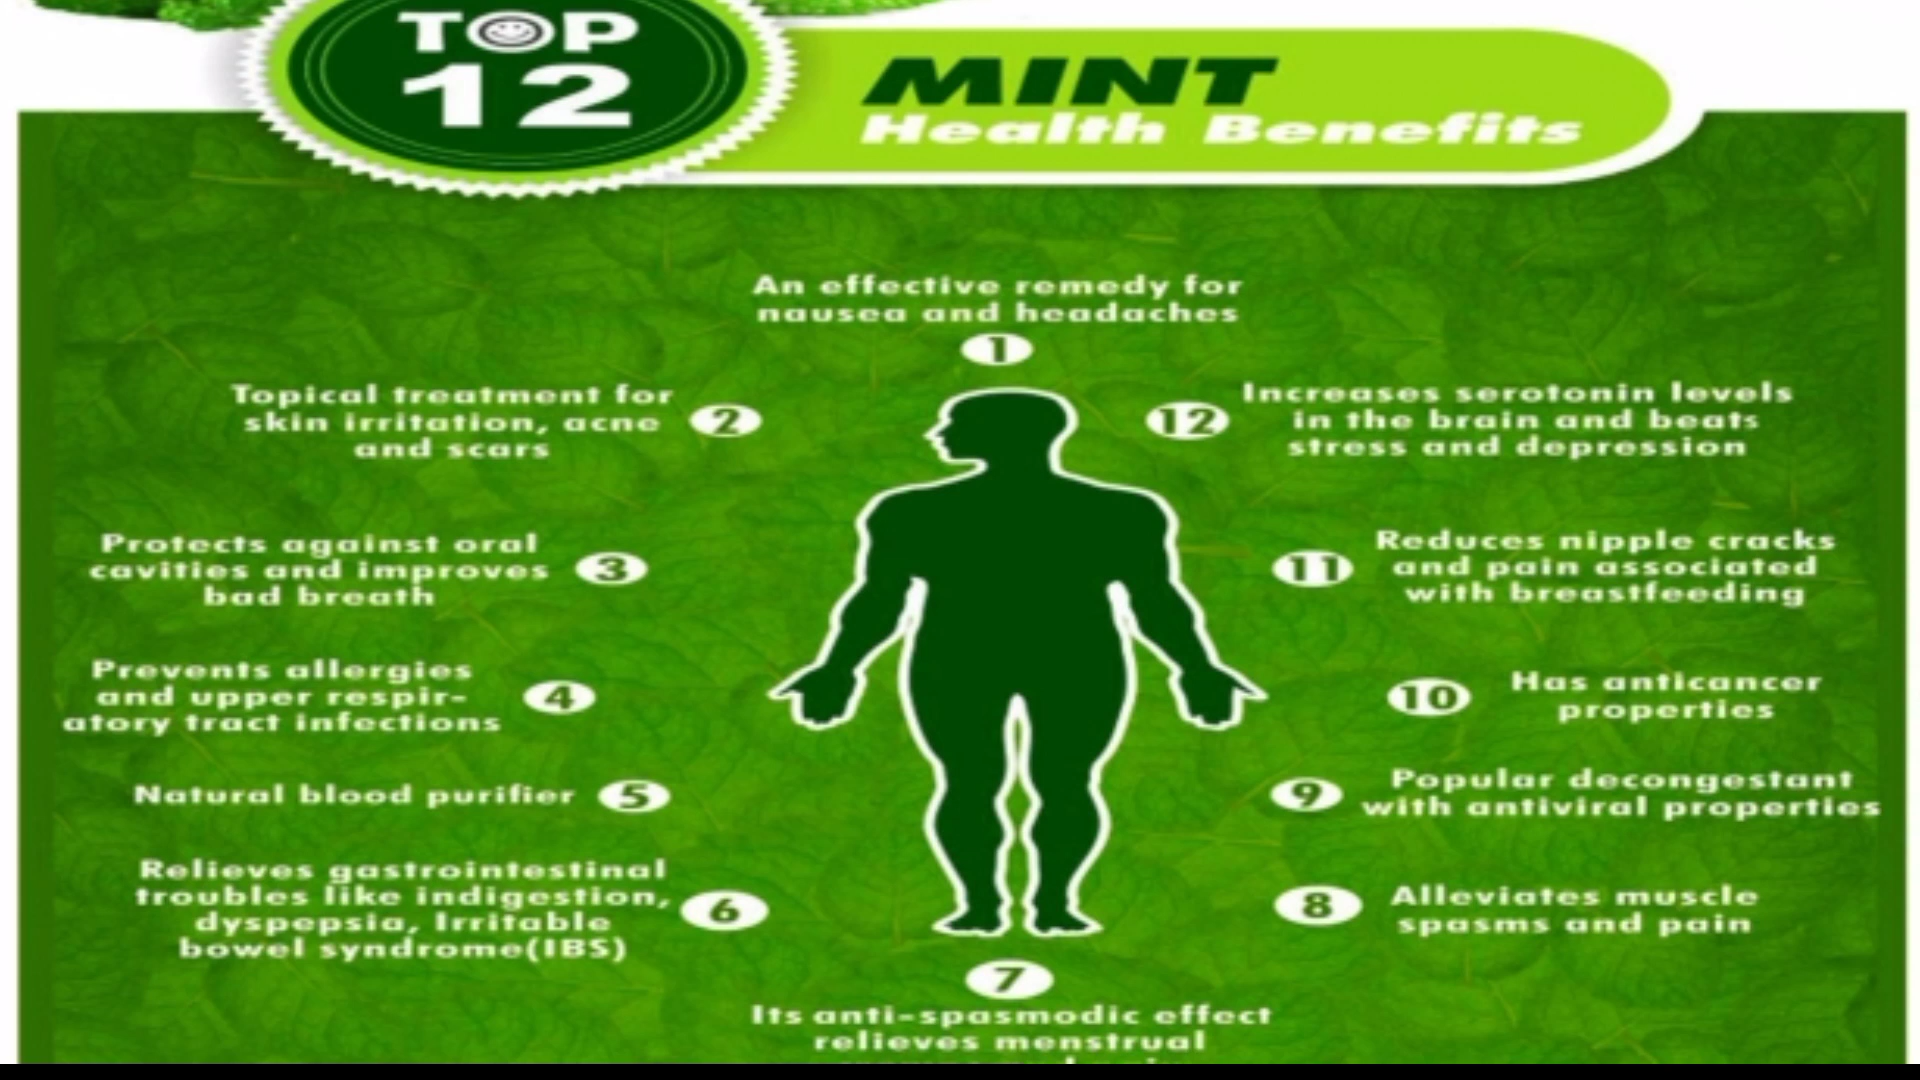 TOP
12
MINT
Health Benefits
An effective remedy for
nausea and headaches
1
Topical treatment for
skin irritation, acne
and scars
2
Protects against oral
cavities and improves
bad breath
3
Prevents allergies
and upper respir-
atory tract infections
4
Natural blood purifier
5
Relieves gastrointestinal
troubles like indigestion,
dyspepsia, Irritable
bowel syndrome(IBS)
6
7
Its anti-spasmodic effect
relieves menstrual
8
Alleviates muscle
spasms and pain
9
Popular decongestant
with antiviral properties
10
Has anticancer
properties
11
Reduces nipple cracks
and pain associated
with breastfeeding
12
Increases serotonin levels
in the brain and beats
stress and depression